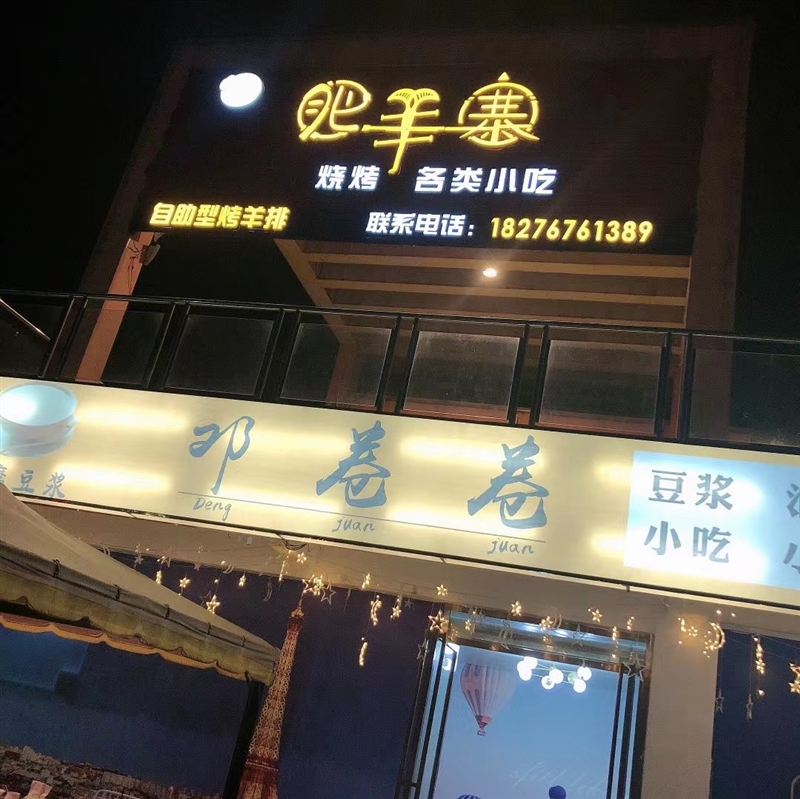 肥羊寨
烧烤 各类小吃
自助型烤羊排 联系电话：18276761389
邓卷卷
Deng juan juan
豆浆
豆浆
小吃